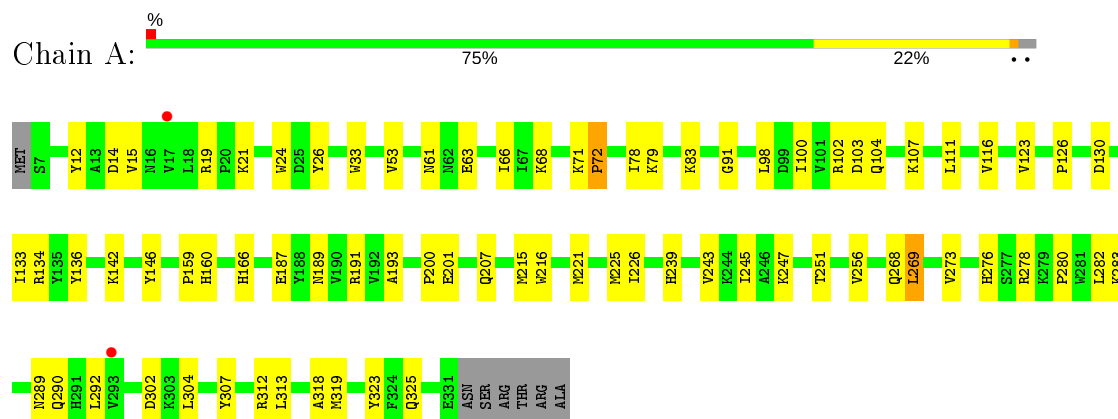 %
Chain A:
75% 22% • •
MET S7 Y12 A13 D14 V15 N16 V17 L18 R19 P20 K21 W24 D25 Y26 W33 V53 N61 N62 E63 I66 I67 K68 K71 P72 I78 K79 K83 G91 L98 D99 I100 V101 R102 D103 Q104 K107 L111 V116 V123 P126 D130
I133 R134 Y135 Y136 K142 Y146 P159 H160 H166 E187 Y188 N189 V190 R191 V192 A193 P200 E201 Q207 M215 W216 M221 M225 I226 H239 V243 K244 I245 A246 K247 T251 V256 Q268 L269 V273 H276 S277 R278 K279 P280 W281 L282 K283
N289 Q290 H291 L292 V293 D302 K303 L304 Y307 R312 L313 A318 M319 Y323 F324 Q325 E331 ASN SER ARG THR ARG ALA